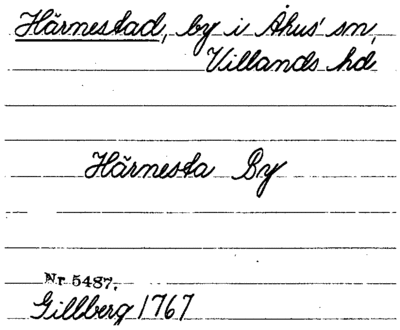 Härnestad, by i Åhus' sn,
Villands hd
Härnesta By
Nr 5487.
Gillberg 1767